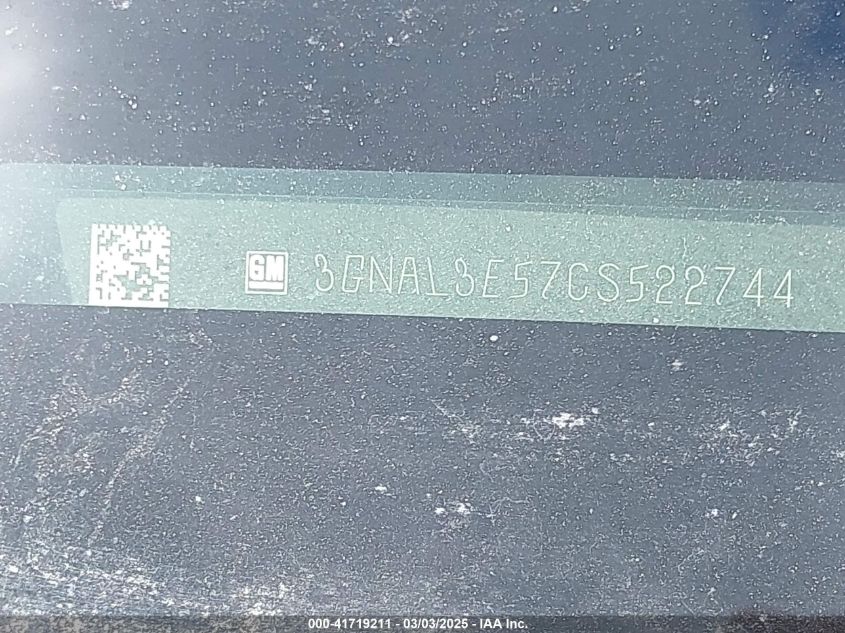 GM 3GNAL3E57CS522744
000-41719211 - 03/03/2025 - IAA Inc.